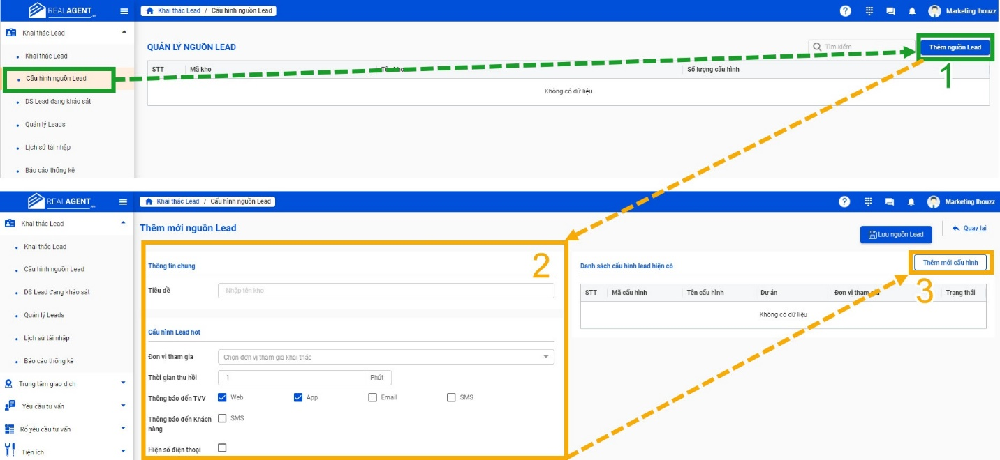 REALAGENT.vn
Khai thác Lead / Cấu hình nguồn Lead
Marketing Ihouzz
Khai thác Lead
Khai thác Lead
Cấu hình nguồn Lead
DS Lead đang khảo sát
Quản lý Leads
Lịch sử tái nhập
Báo cáo thống kê
QUẢN LÝ NGUỒN LEAD
Tìm kiếm
Thêm nguồn Lead
1
STT Mã kho Tên kho Số lượng cấu hình
Không có dữ liệu
REALAGENT.vn
Khai thác Lead / Cấu hình nguồn Lead
Marketing Ihouzz
Khai thác Lead
Khai thác Lead
Cấu hình nguồn Lead
DS Lead đang khảo sát
Quản lý Leads
Lịch sử tái nhập
Báo cáo thống kê
Trung tâm giao dịch
Yêu cầu tư vấn
Rổ yêu cầu tư vấn
Tiện ích
Thêm mới nguồn Lead
Lưu nguồn Lead
Quay lại
2
Thông tin chung
Tiêu đề
Nhập tên kho
Cấu hình Lead hot
Đơn vị tham gia
Chọn đơn vị tham gia khai thác
Thời gian thu hồi
1 Phút
Thông báo đến TVV
Web App Email SMS
Thông báo đến Khách
hàng
SMS
Hiện số điện thoại
Danh sách cấu hình lead hiện có
Thêm mới cấu hình
3
STT Mã cấu hình Tên cấu hình Dự án Đơn vị tham gia Trạng thái
Không có dữ liệu